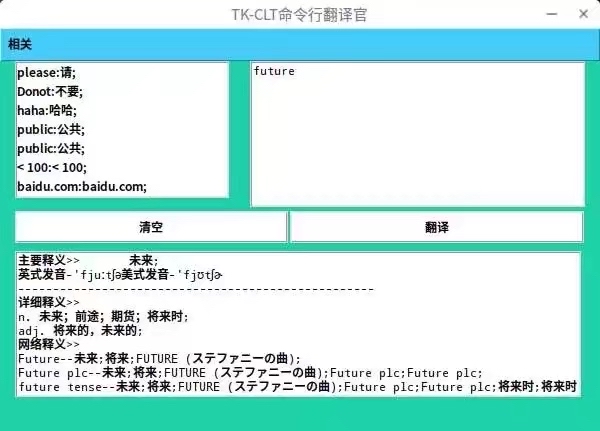 TK-CLT命令行翻译官
相关
please:请;
Donot:不要;
haha:哈哈;
public:公共;
public:公共;
< 100:< 100;
baidu.com:baidu.com;
future
清空
翻译
主要释义>> 未来;
英式发音-ˈfjuːtʃə美式发音-ˈfjʊtʃɚ
---------------------------------------------------
详细释义>>
n. 未来; 前途; 期货; 将来时;
adj. 将来的, 未来的;
网络释义>>
Future--未来;将来;FUTURE (ステファニーの曲);
Future plc--未来;将来;FUTURE (ステファニーの曲);Future plc;Future plc;
future tense--未来;将来;FUTURE (ステファニーの曲);Future plc;Future plc;将来时;将来时